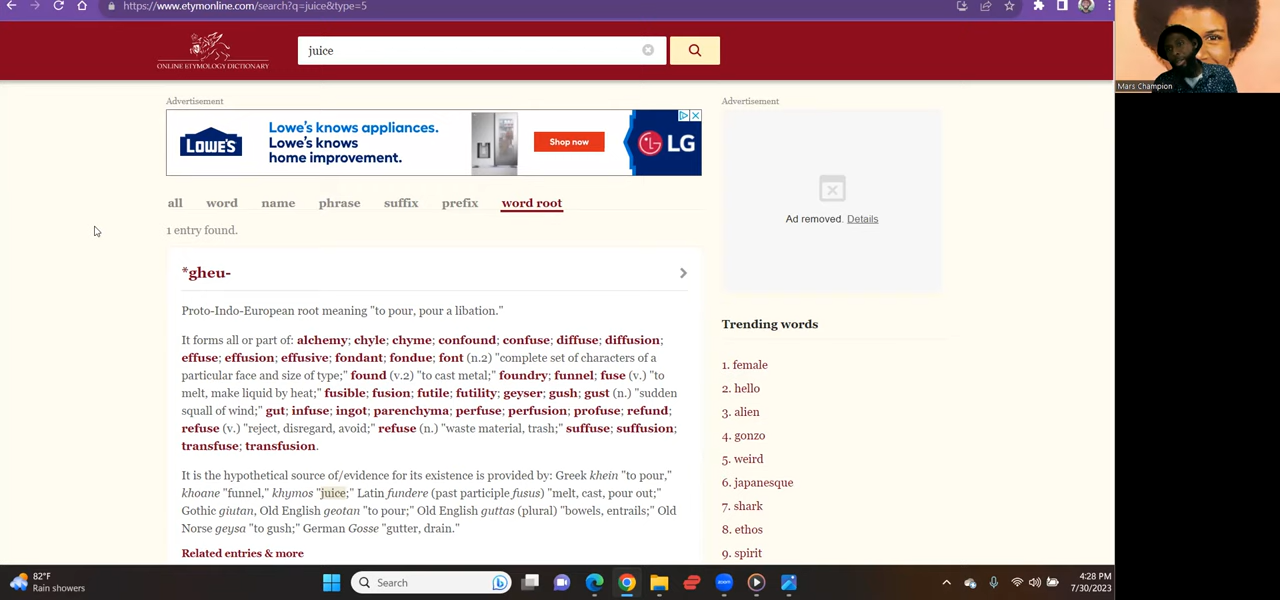 https://www.etymonline.com/search?q=juice&type=5
ONLINE ETYMOLOGY DICTIONARY
juice
Mars Champion
Advertisement
LOWE'S
Lowe's knows appliances.
Lowe's knows
home improvement.
Shop now
LG
Advertisement
Ad removed. Details
all word name phrase suffix prefix word root
1 entry found.
*gheu-
Proto-Indo-European root meaning "to pour, pour a libation."
It forms all or part of: alchemy; chyle; chyme; confound; confuse; diffuse; diffusion;
effuse; effusion; effusive; fondant; fondue; font (n.2) "complete set of characters of a
particular face and size of type;" found (v.2) "to cast metal;" foundry; funnel; fuse (v.) "to
melt, make liquid by heat;" fusible; fusion; futile; futility; geyser; gush; gust (n.) "sudden
squall of wind;" gut; infuse; ingot; parenchyma; perfuse; perfusion; profuse; refund;
refuse (v.) "reject, disregard, avoid;" refuse (n.) "waste material, trash;" suffuse; suffusion;
transfuse; transfusion.
It is the hypothetical source of/evidence for its existence is provided by: Greek khein "to pour,"
khoane "funnel," khymos "juice;" Latin fundere (past participle fusus) "melt, cast, pour out;"
Gothic giutan, Old English geotan "to pour;" Old English guttas (plural) "bowels, entrails;" Old
Norse geysa "to gush;" German Gosse "gutter, drain."
Related entries & more
Trending words
1. female
2. hello
3. alien
4. gonzo
5. weird
6. japanesque
7. shark
8. ethos
9. spirit
82°F
Rain showers
Search
4:28 PM
7/30/2023